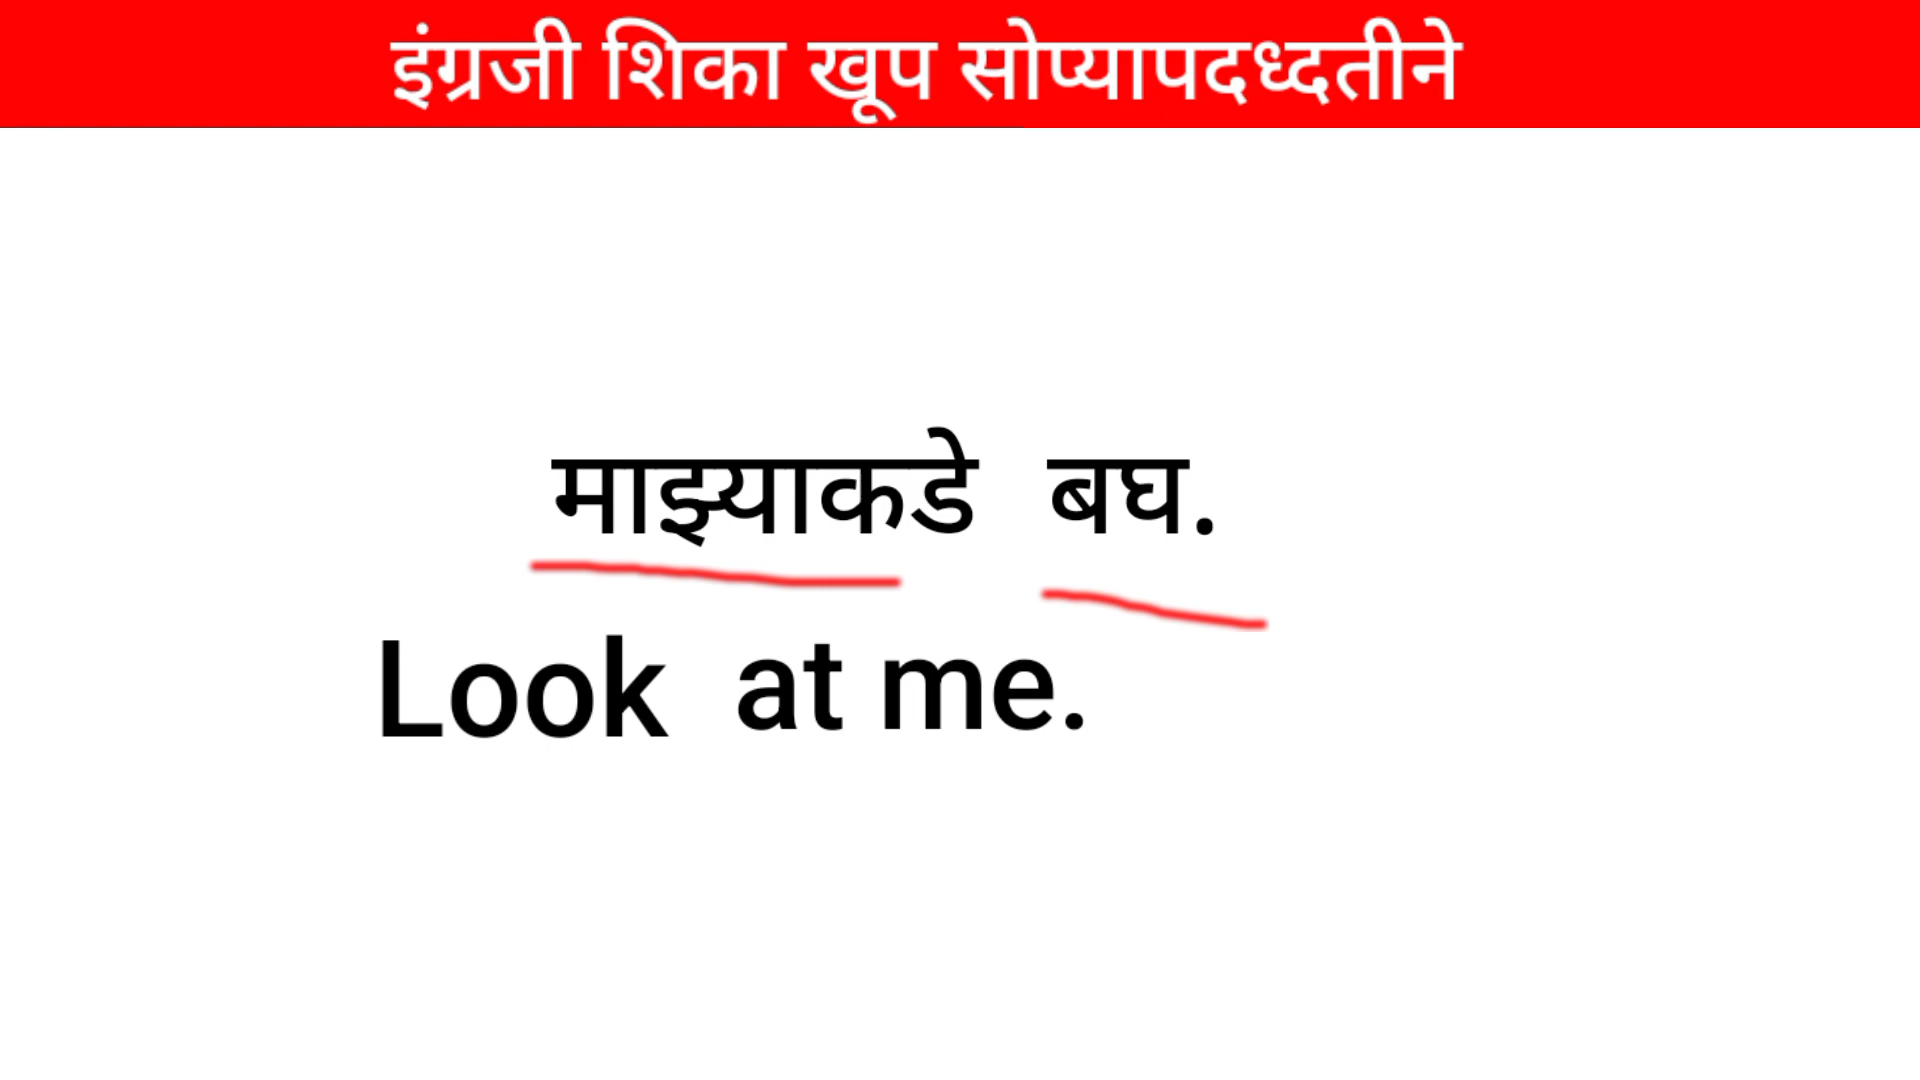 इंग्रजी शिका खूप सोप्यापदध्दतीने
माझ्याकडे बघ.
Look at me.